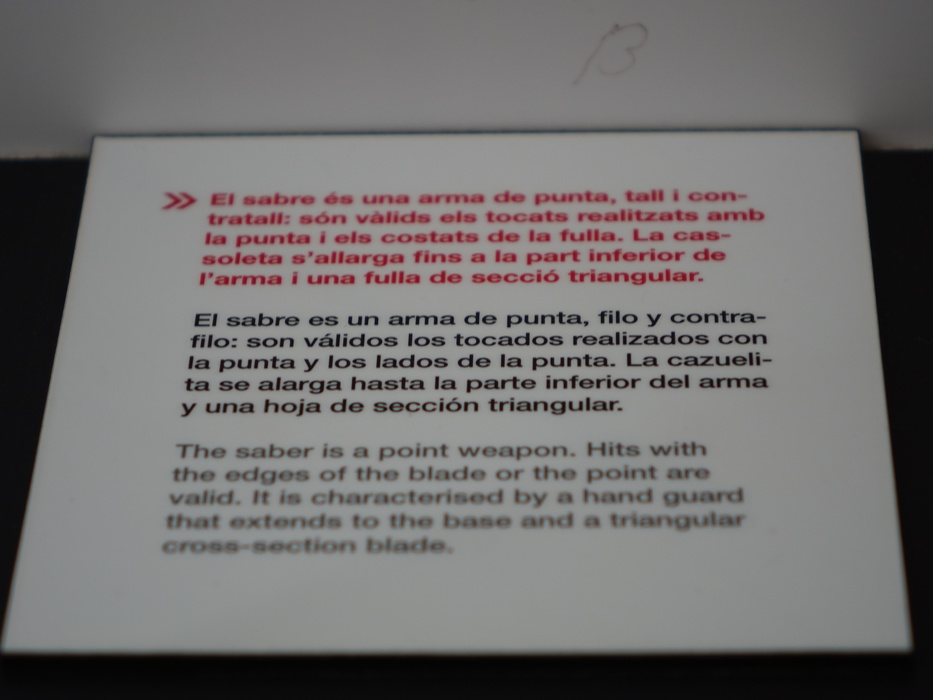 β
» El sabre és una arma de punta, tall i con-
tratall: són vàlids els tocats realitzats amb
la punta i els costats de la fulla. La cas-
soleta s'allarga fins a la part inferior de
l'arma i una fulla de secció triangular.
El sabre es un arma de punta, filo y contra-
filo: son válidos los tocados realizados con
la punta y los lados de la punta. La cazueli-
ta se alarga hasta la parte inferior del arma
y una hoja de sección triangular.
The saber is a point weapon. Hits with
the edges of the blade or the point are
valid. It is characterised by a hand guard
that extends to the base and a triangular
cross-section blade.